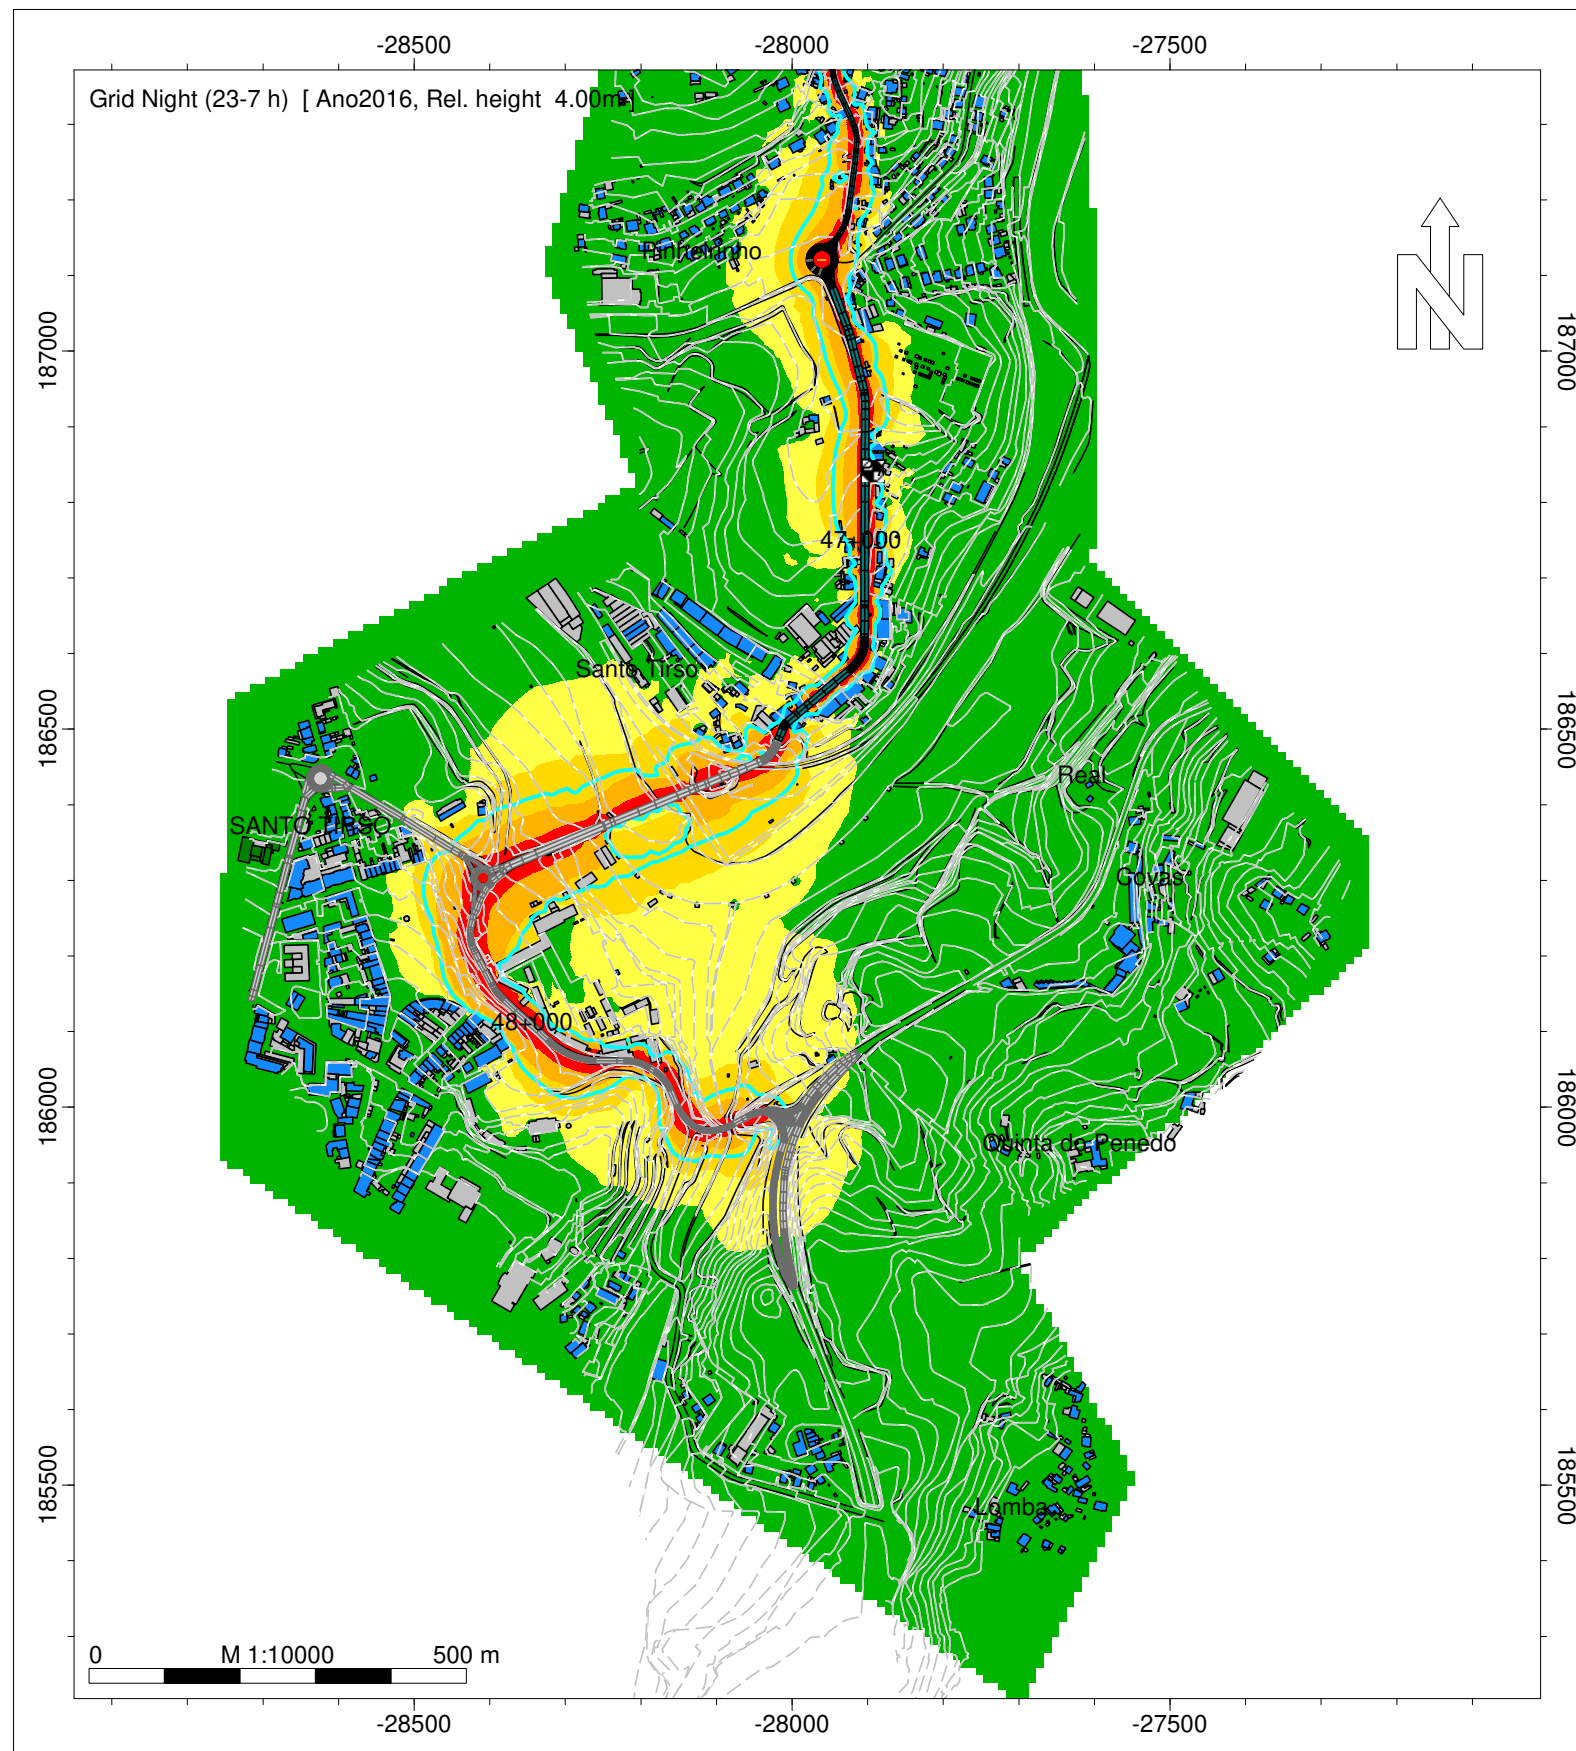 -28500 -28000 -27500
Grid Night (23-7 h) [ Ano2016, Rel. height 4.00m ]
Pinheirinho
187000 187000
47+000
Santo Tirso
186500 186500
Real
SANTO TIRSO
Covas
48+000
186000 186000
Quinta do Penedo
185500 185500
Lomba
0 M 1:10000 500 m
-28500 -28000 -27500
N